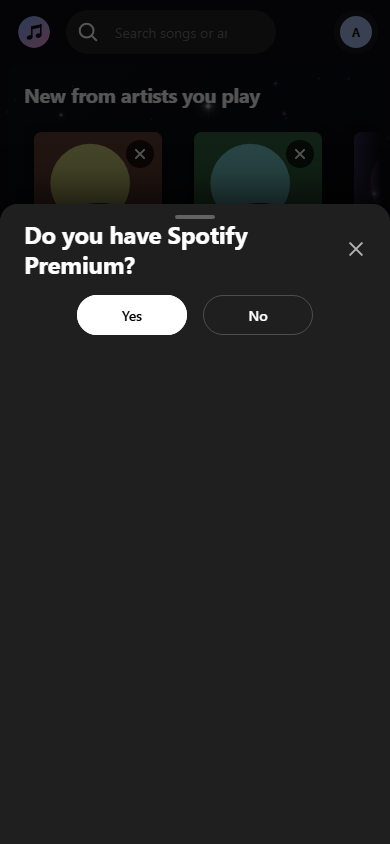 Search songs or ar
A
New from artists you play
Do you have Spotify
Premium?
Yes
No